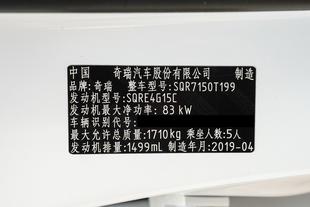 中国 奇瑞汽车股份有限公司 制造
品牌:奇瑞 整车型号:SQR7150T199
发动机型号:SQRE4G15C
发动机最大净功率: 83 kW
车辆识别代号:
最大允许总质量:1710kg 乘坐人数:5人
发动机排量:1499mL 制造年月:2019-04